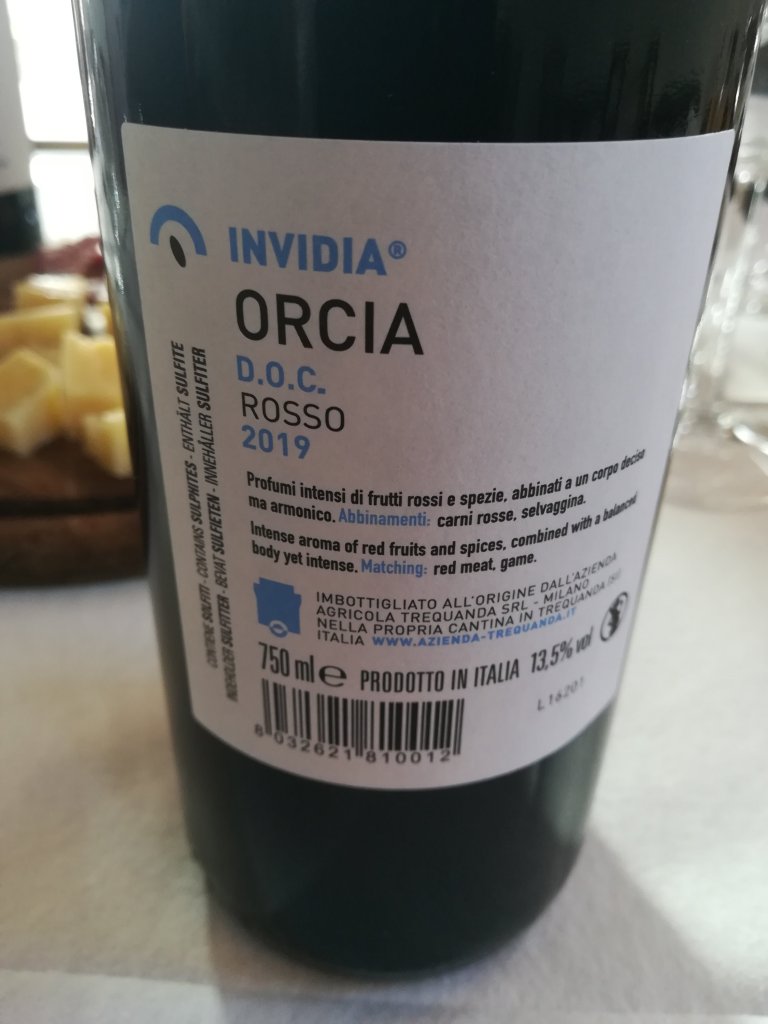 INVIDIA®
ORCIA
D.O.C.
ROSSO
2019
Profumi intensi di frutti rossi e spezie, abbinati a un corpo deciso
ma armonico. Abbinamenti: carni rosse, selvaggina.
Intense aroma of red fruits and spices, combined with a balanced
body yet intense. Matching: red meat, game.
IMBOTTIGLIATO ALL'ORIGINE DALL'AZIENDA
AGRICOLA TREQUANDA SRL - MILANO
NELLA PROPRIA CANTINA IN TREQUANDA (SI)
ITALIA WWW.AZIENDA-TREQUANDA.IT
750 ml e PRODOTTO IN ITALIA 13,5% vol
L16201
8 032621 810012
CONTIENE SOLFITI - CONTAINS SULPHITES - ENTHÄLT SULFITE
INDEHOLDER SULFITTER - BEVAT SULFIETEN - INNEHÅLLER SULFITER